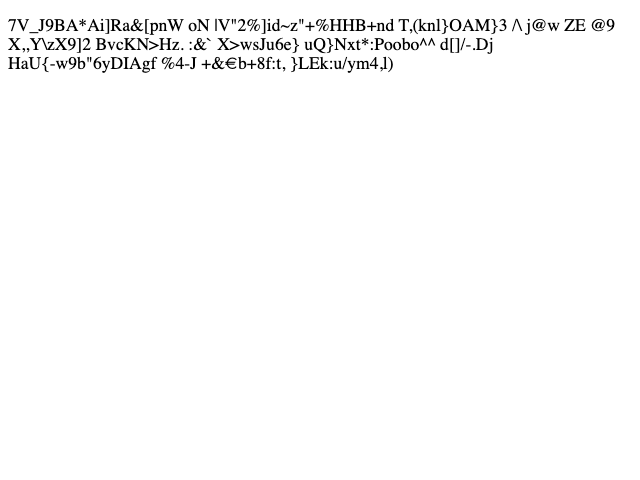 7V_J9BA*Ai]Ra&[pnW oN |V"2%]id~z"+%HHB+nd T,(knl}OAM}3 /\ j@w ZE @9
X,,Y\zX9]2 BvcKN>Hz. :&` X>wsJu6e} uQ}Nxt*:Poobo^^ d[]/-.Dj
HaU{-w9b"6yDIAgf %4-J +&€b+8f:t, }LEk:u/ym4,l)